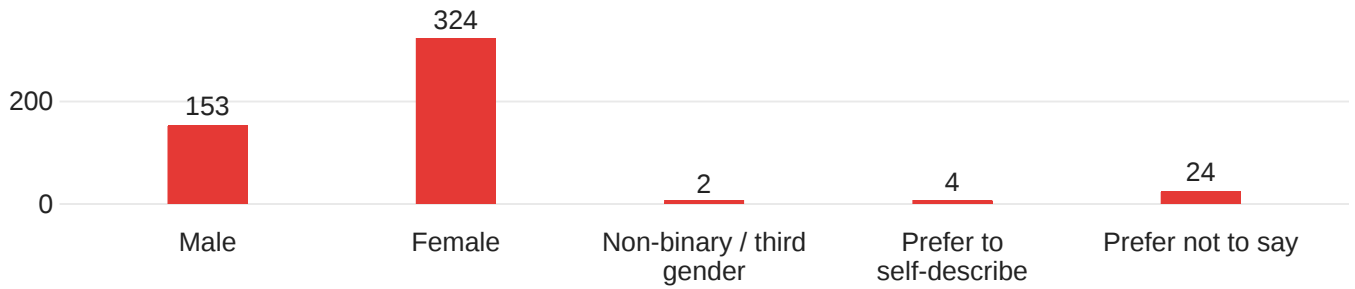 324
200
153
2
4
24
0
Male
Female
Non-binary / third
gender
Prefer to
self-describe
Prefer not to say